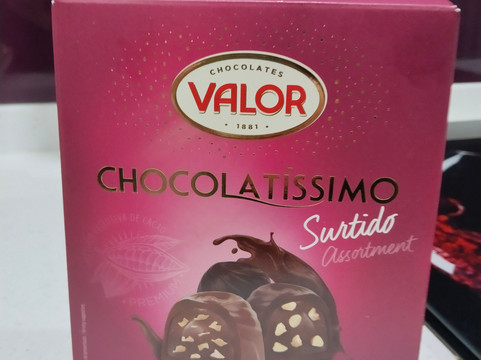 CHOCOLATES
VALOR
· 1881 ·
CHOCOLATÍSSIMO
Surtido
Assortment